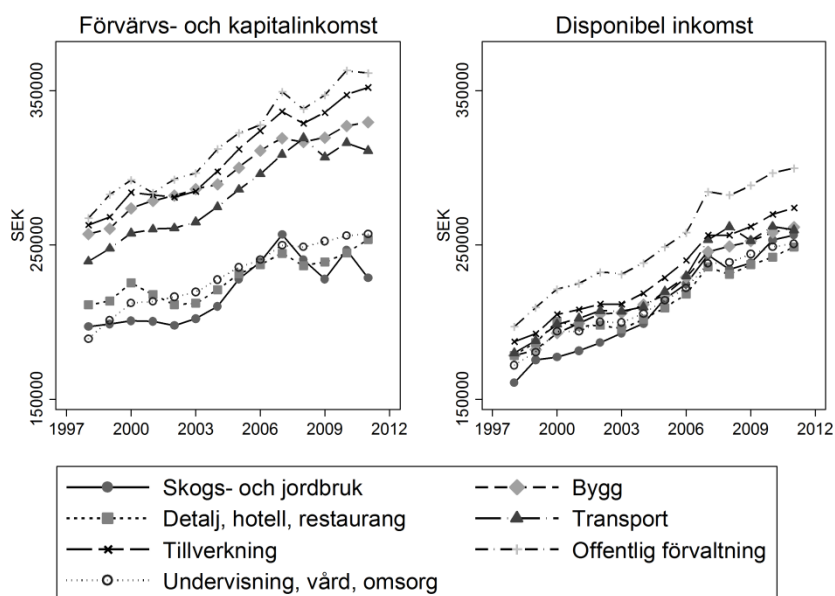 Förvärvs- och kapitalinkomst
SEK
350000
250000
150000
1997
2000
2003
2006
2009
2012
Disponibel inkomst
SEK
350000
250000
150000
1997
2000
2003
2006
2009
2012
Skogs- och jordbruk
Detalj, hotell, restaurang
Tillverkning
Undervisning, vård, omsorg
Bygg
Transport
Offentlig förvaltning